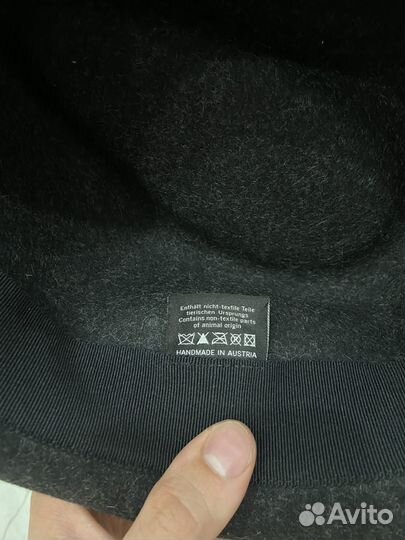 Enthält nicht-textile Teile
tierischen Ursprungs
Contains non-textile parts
of animal origin
HANDMADE IN AUSTRIA
Avito